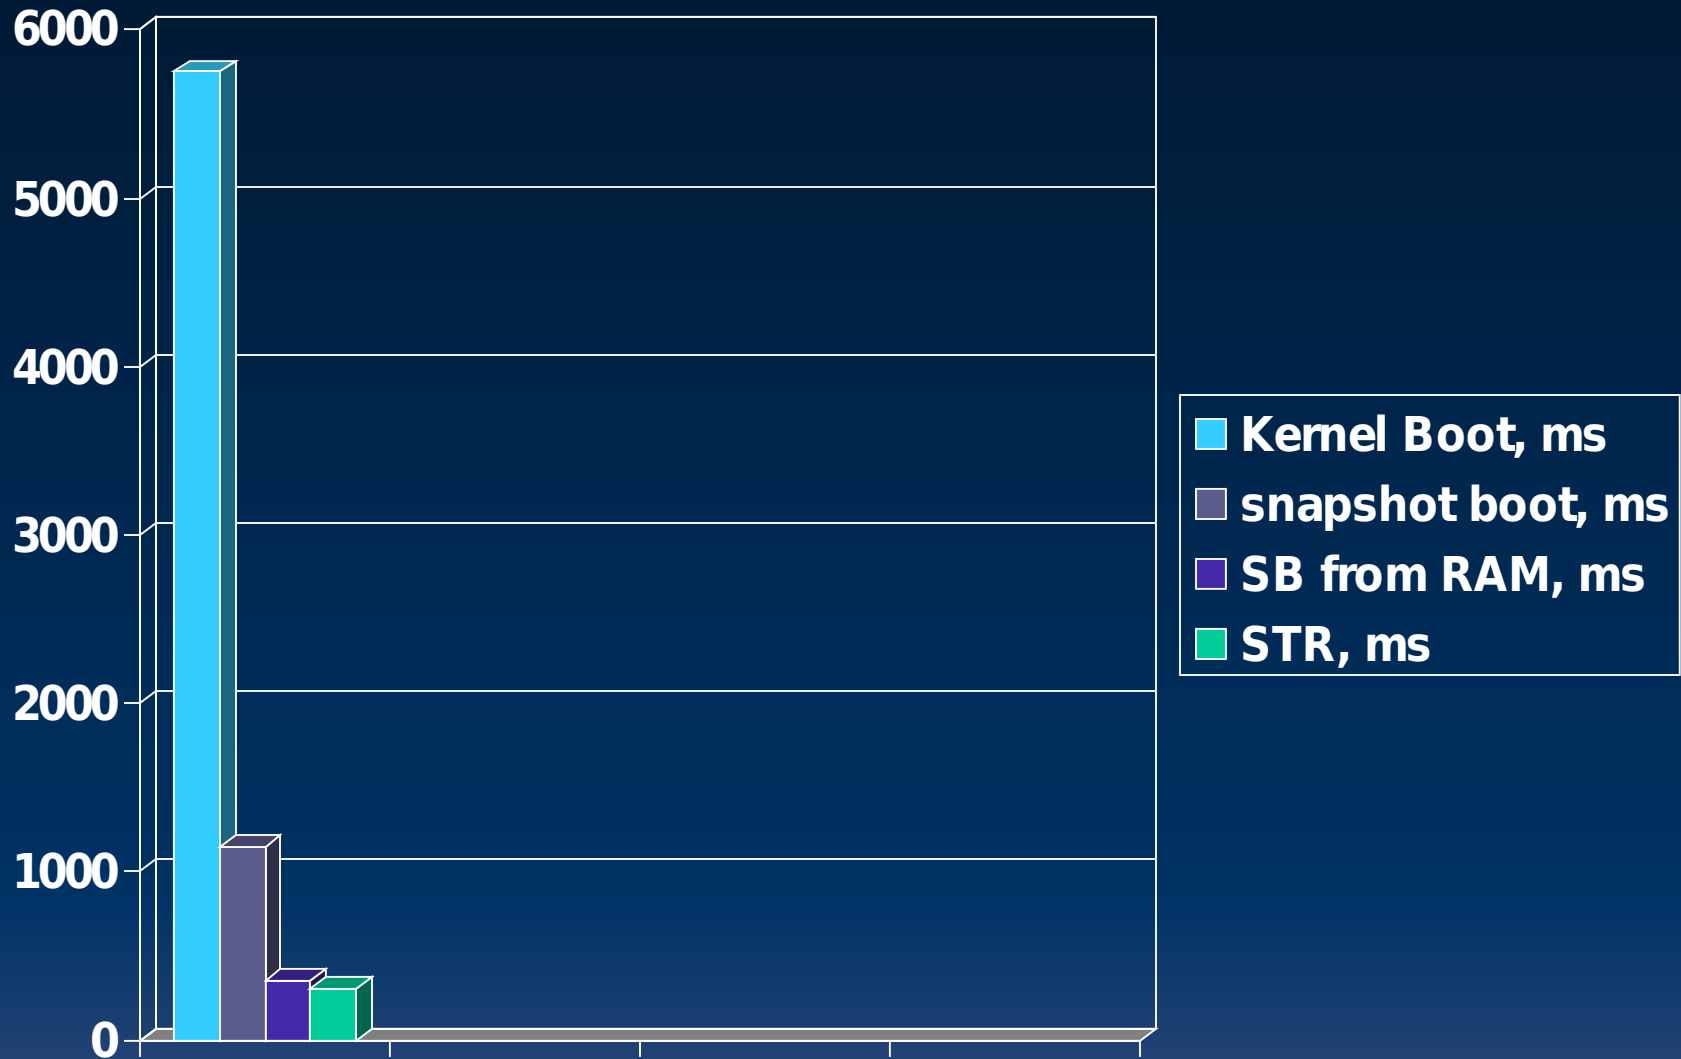 6000
5000
4000
3000
2000
1000
0
Kernel Boot, ms
snapshot boot, ms
SB from RAM, ms
STR, ms